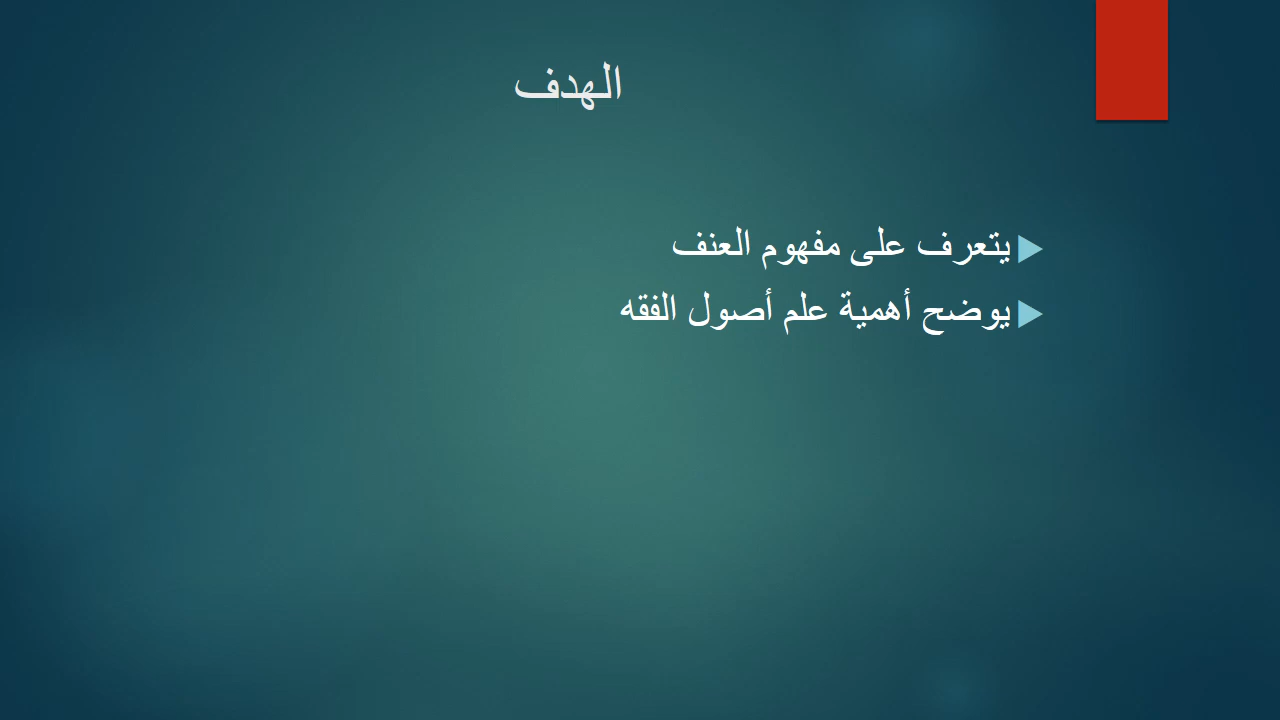 الهدف
يتعرف على مفهوم العنف
يوضح أهمية علم أصول الفقه